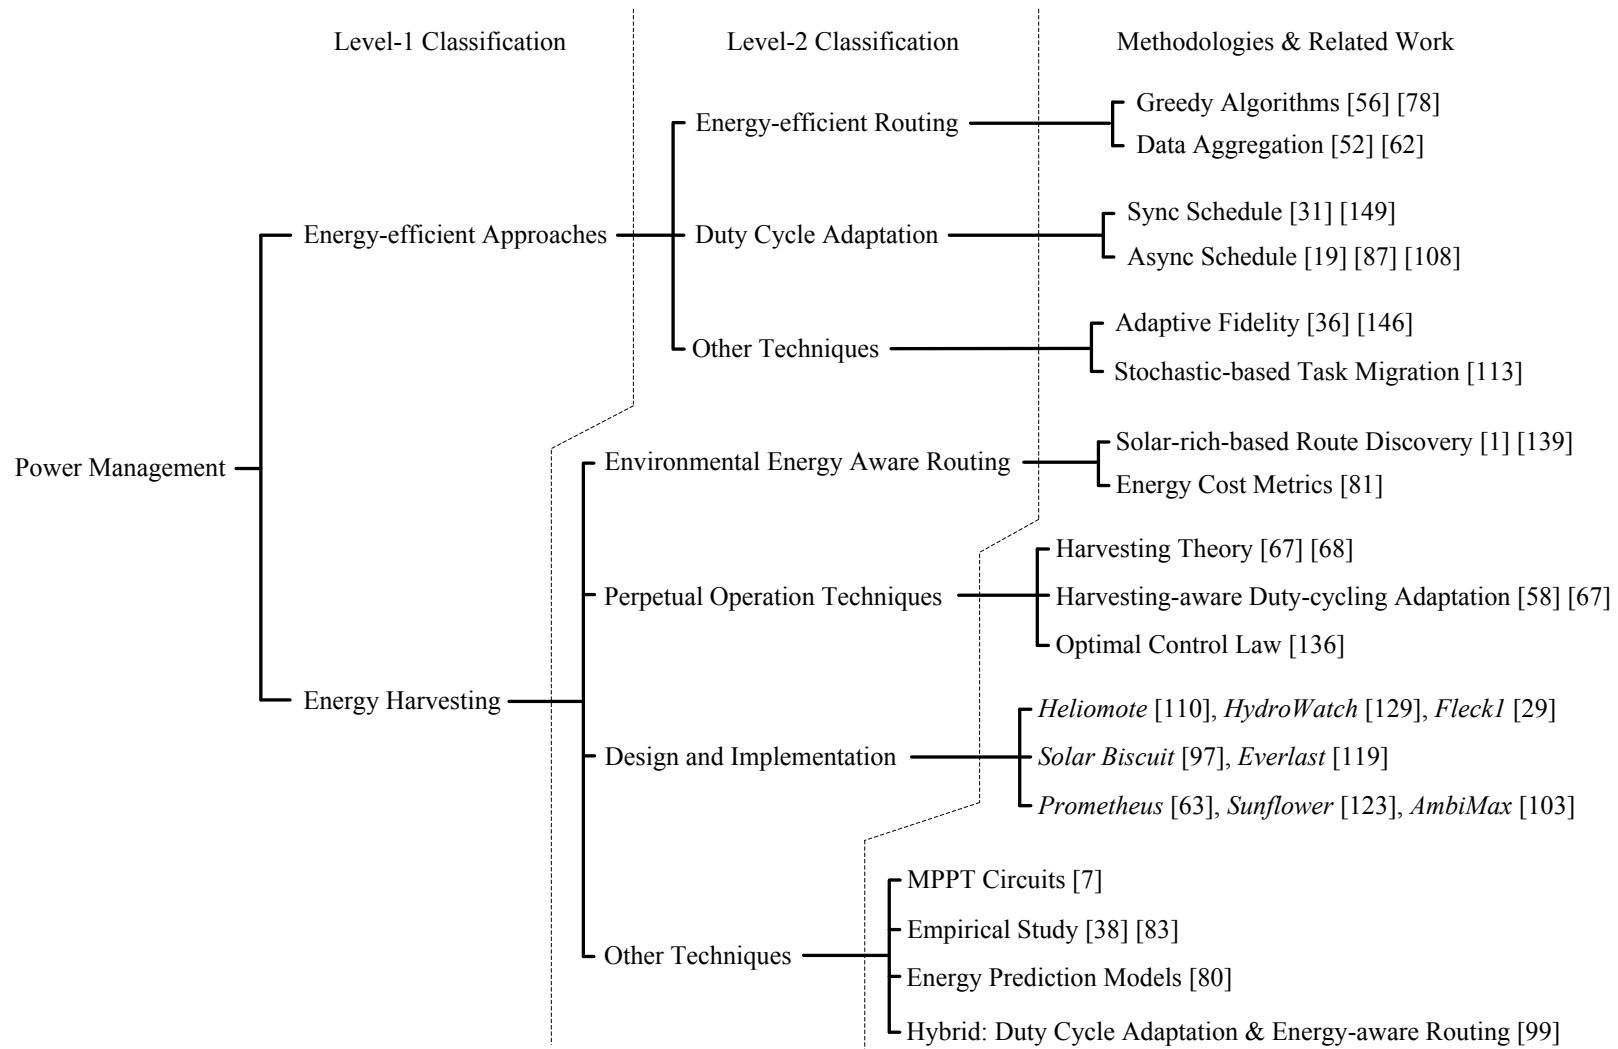 Level-1 Classification
Level-2 Classification
Methodologies & Related Work
Power Management
Energy-efficient Approaches
Energy-efficient Routing
Greedy Algorithms [56] [78]
Data Aggregation [52] [62]
Duty Cycle Adaptation
Sync Schedule [31] [149]
Async Schedule [19] [87] [108]
Other Techniques
Adaptive Fidelity [36] [146]
Stochastic-based Task Migration [113]
Energy Harvesting
Environmental Energy Aware Routing
Solar-rich-based Route Discovery [1] [139]
Energy Cost Metrics [81]
Perpetual Operation Techniques
Harvesting Theory [67] [68]
Harvesting-aware Duty-cycling Adaptation [58] [67]
Optimal Control Law [136]
Design and Implementation
Heliomote [110], HydroWatch [129], Fleck1 [29]
Solar Biscuit [97], Everlast [119]
Prometheus [63], Sunflower [123], AmbiMax [103]
Other Techniques
MPPT Circuits [7]
Empirical Study [38] [83]
Energy Prediction Models [80]
Hybrid: Duty Cycle Adaptation & Energy-aware Routing [99]